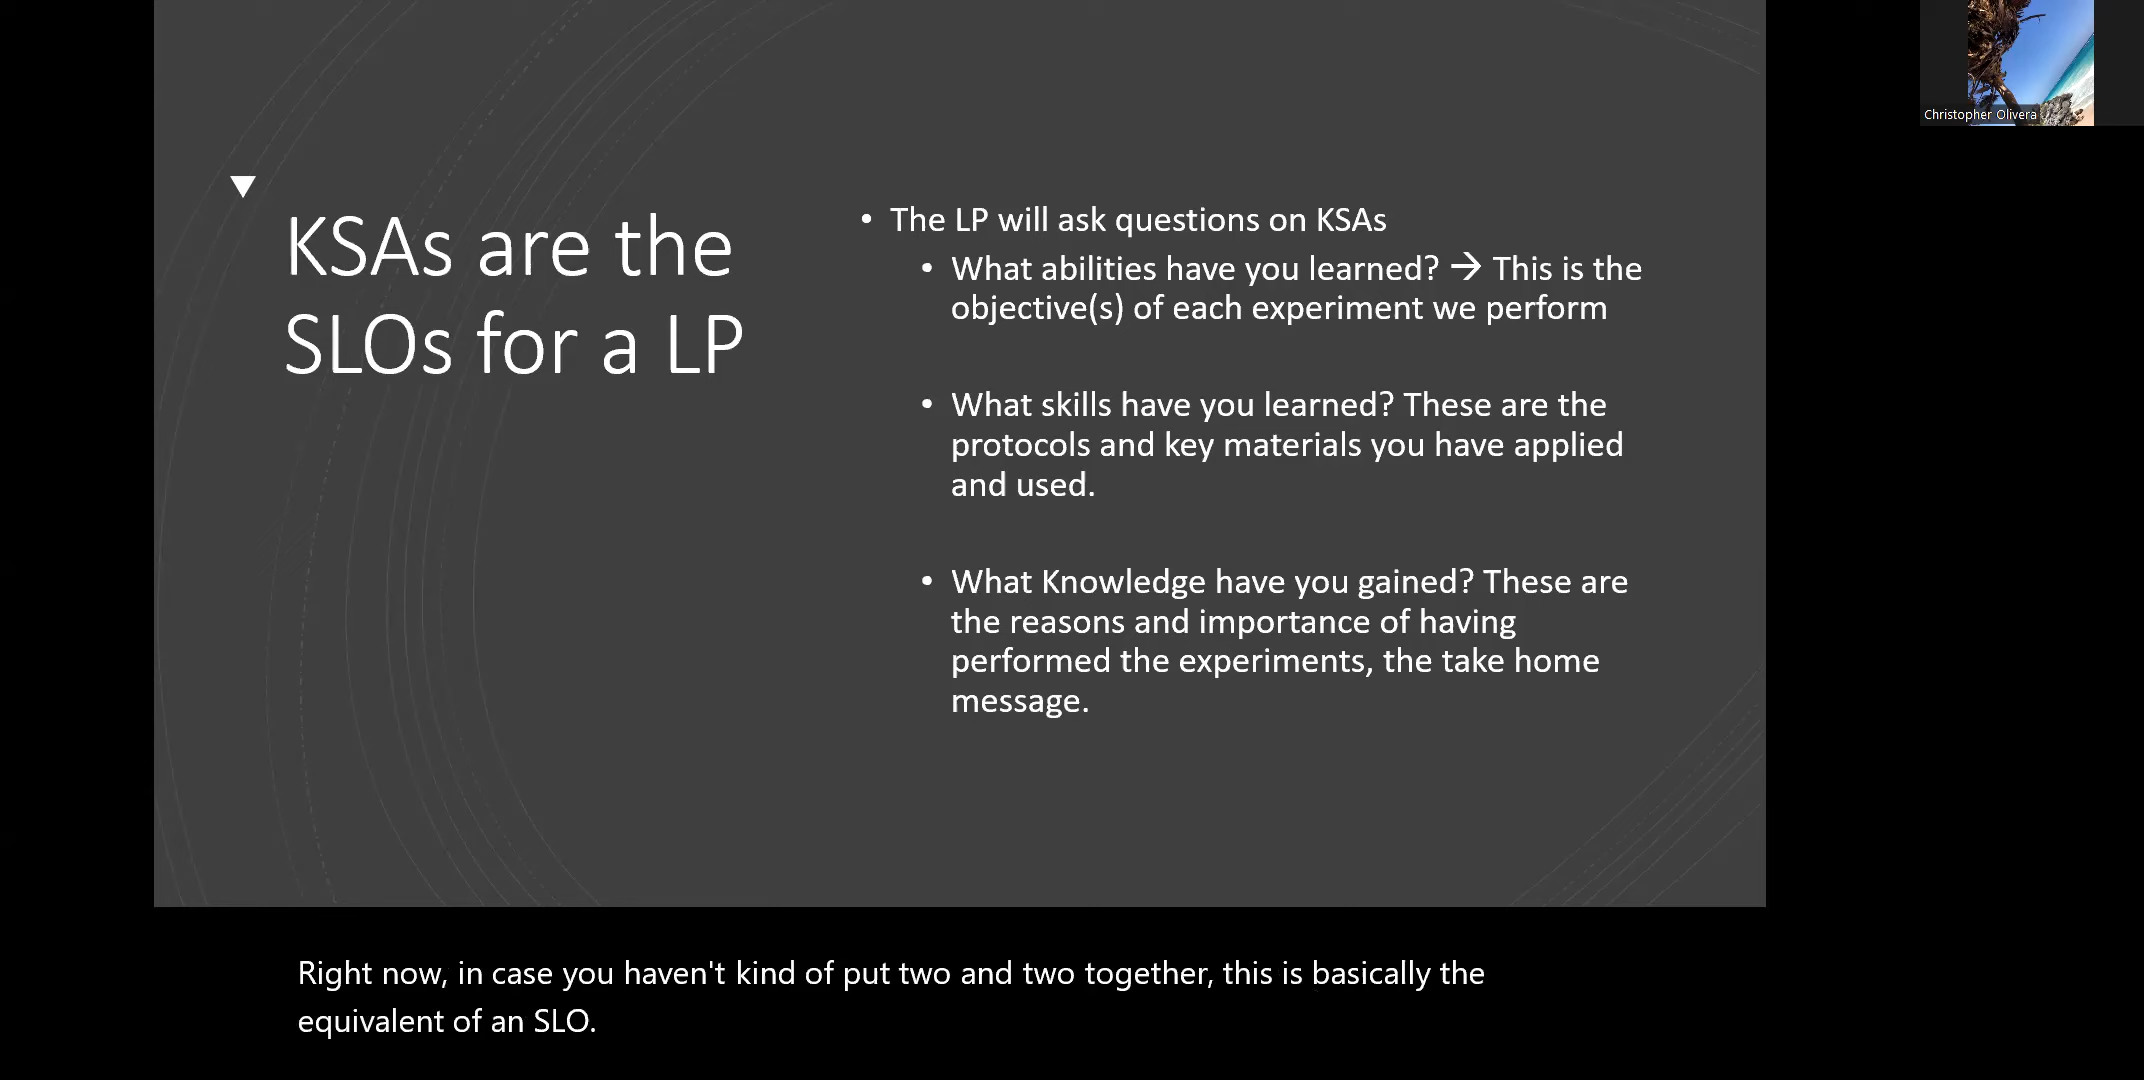 Christopher Olivera
KSAs are the
SLOs for a LP
• The LP will ask questions on KSAs
• What abilities have you learned? → This is the
objective(s) of each experiment we perform
• What skills have you learned? These are the
protocols and key materials you have applied
and used.
• What Knowledge have you gained? These are
the reasons and importance of having
performed the experiments, the take home
message.
Right now, in case you haven't kind of put two and two together, this is basically the
equivalent of an SLO.